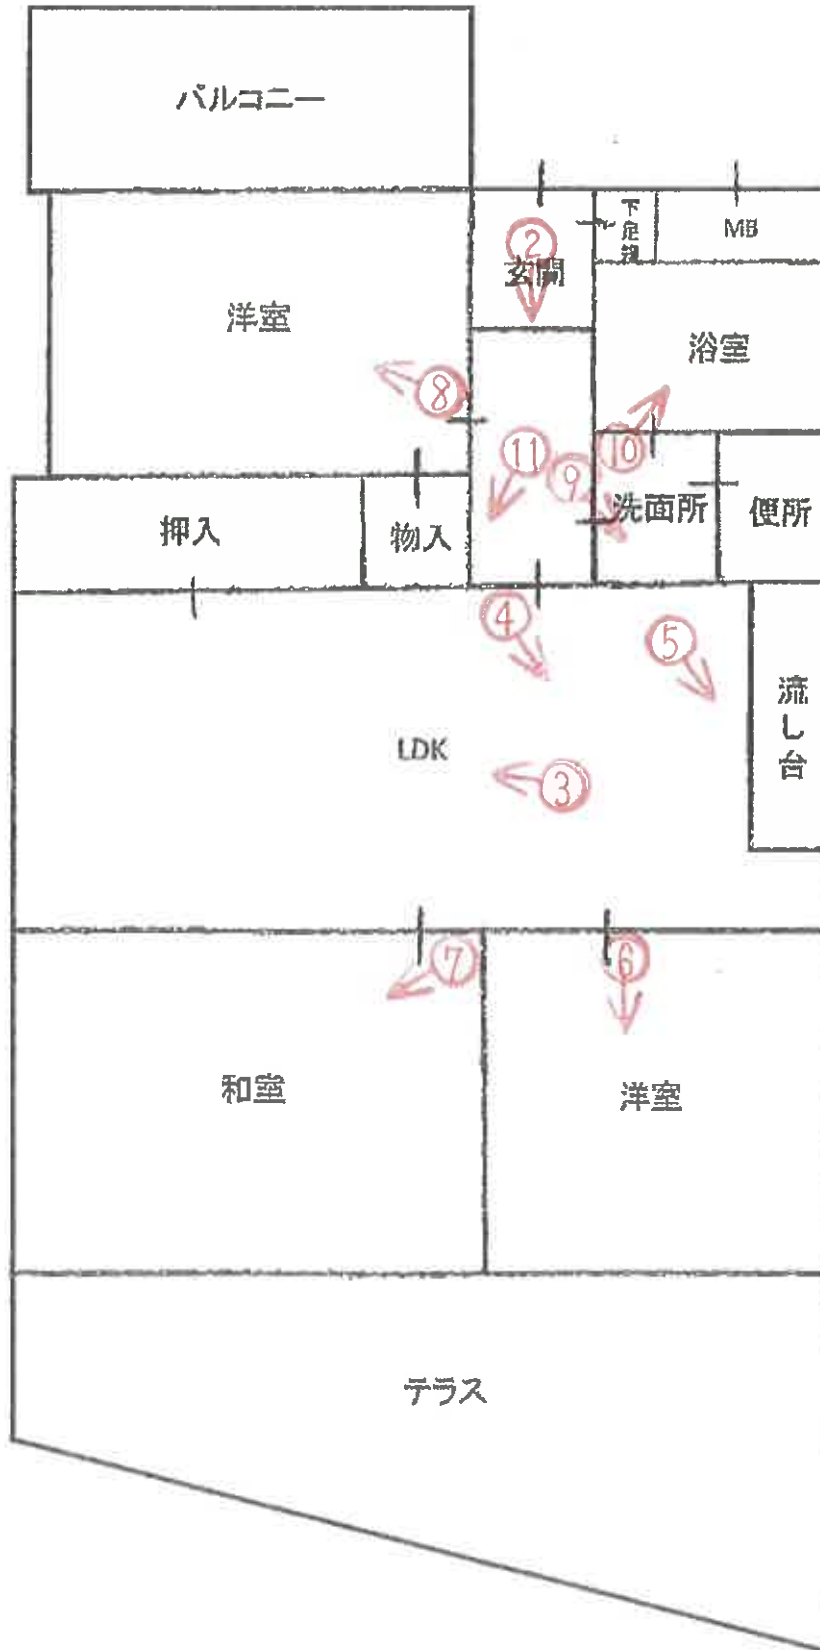 バルコニー
下足箱
MB
②
玄関
洋室
浴室
⑧
⑪
⑨
⑩
洗面所
便所
押入
物入
④
⑤
流し台
LDK
③
⑦
⑥
和室
洋室
テラス